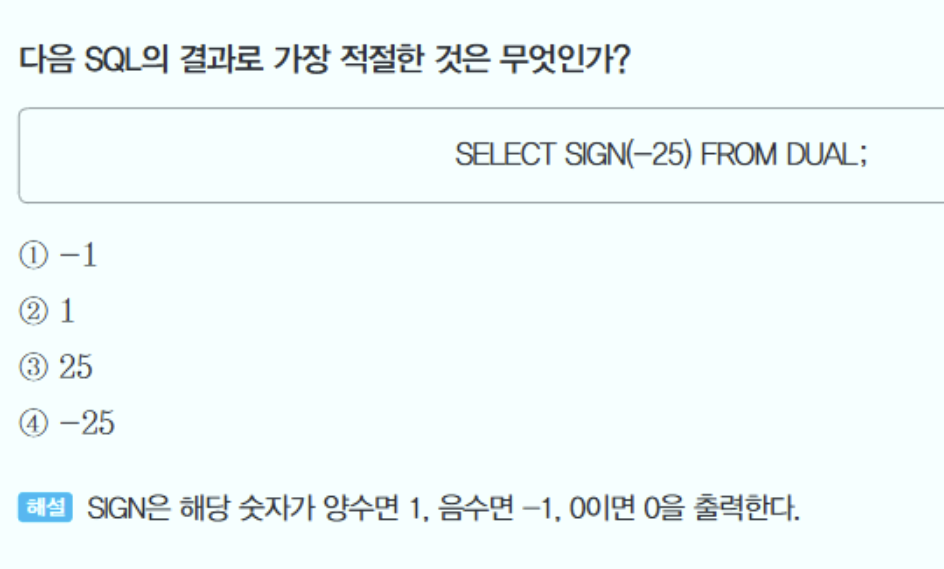 다음 SQL의 결과로 가장 적절한 것은 무엇인가?
SELECT SIGN(-25) FROM DUAL;
① -1
② 1
③ 25
④ -25
해설 SIGN은 해당 숫자가 양수면 1, 음수면 -1, 0이면 0을 출력한다.